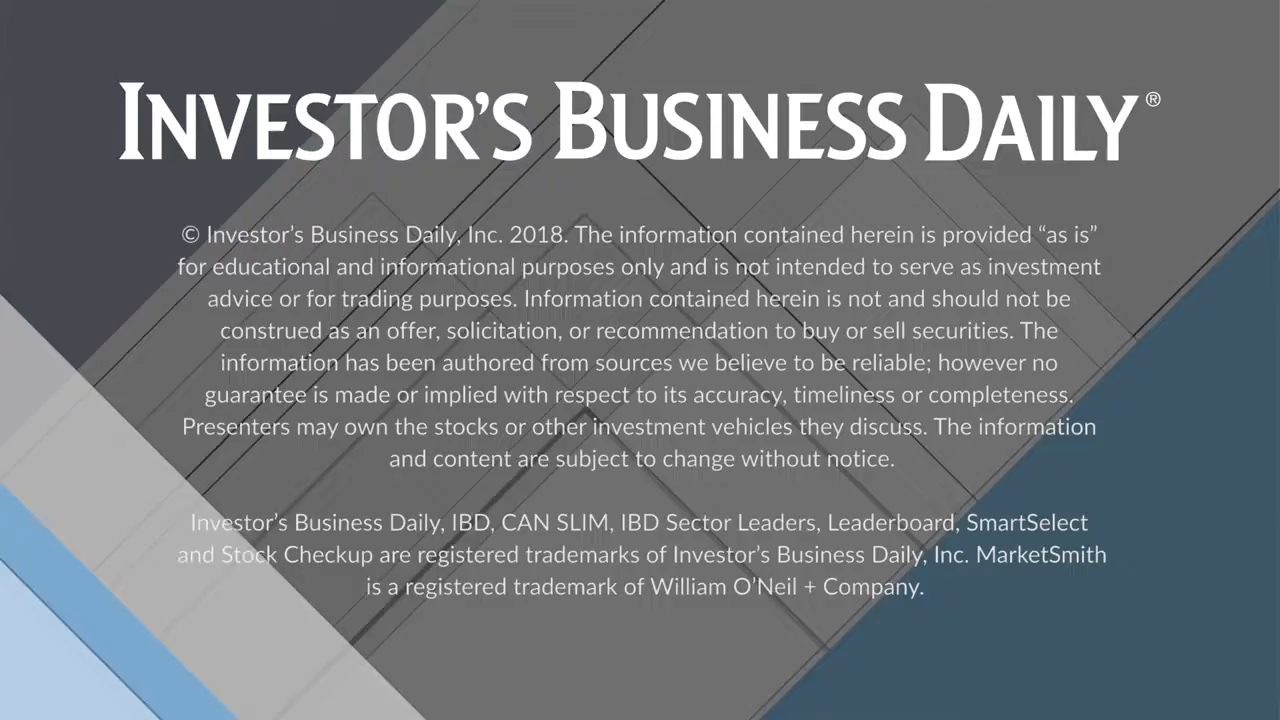 INVESTOR'S BUSINESS DAILY®
© Investor's Business Daily, Inc. 2018. The information contained herein is provided “as is”
for educational and informational purposes only and is not intended to serve as investment
advice or for trading purposes. Information contained herein is not and should not be
construed as an offer, solicitation, or recommendation to buy or sell securities. The
information has been authored from sources we believe to be reliable; however no
guarantee is made or implied with respect to its accuracy, timeliness or completeness.
Presenters may own the stocks or other investment vehicles they discuss. The information
and content are subject to change without notice.
Investor's Business Daily, IBD, CAN SLIM, IBD Sector Leaders, Leaderboard, SmartSelect
and Stock Checkup are registered trademarks of Investor's Business Daily, Inc. MarketSmith
is a registered trademark of William O'Neil + Company.